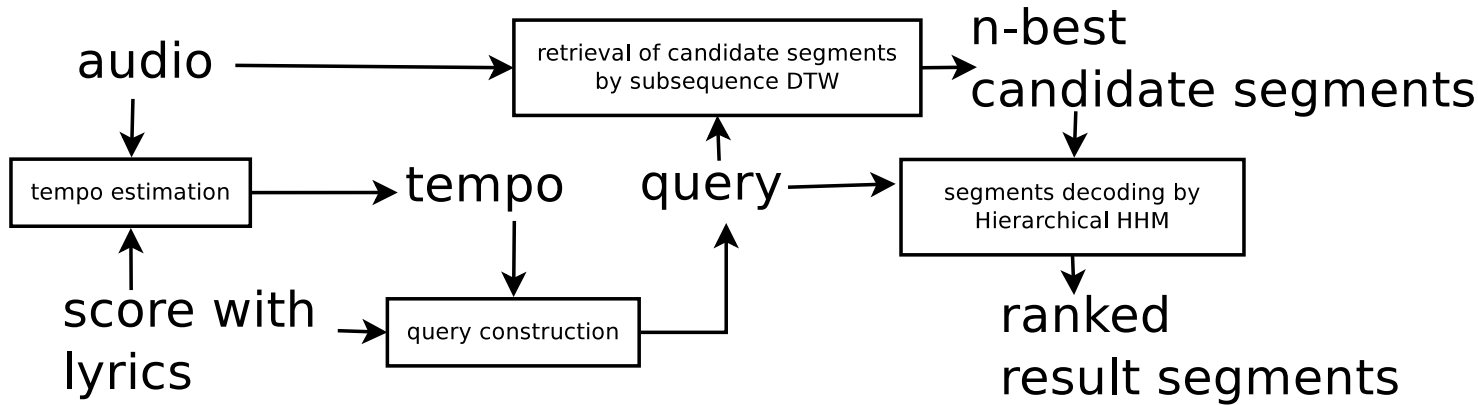 audio
retrieval of candidate segments
by subsequence DTW
n-best
candidate segments
tempo estimation
tempo
query
segments decoding by
Hierarchical HHM
score with
lyrics
query construction
ranked
result segments